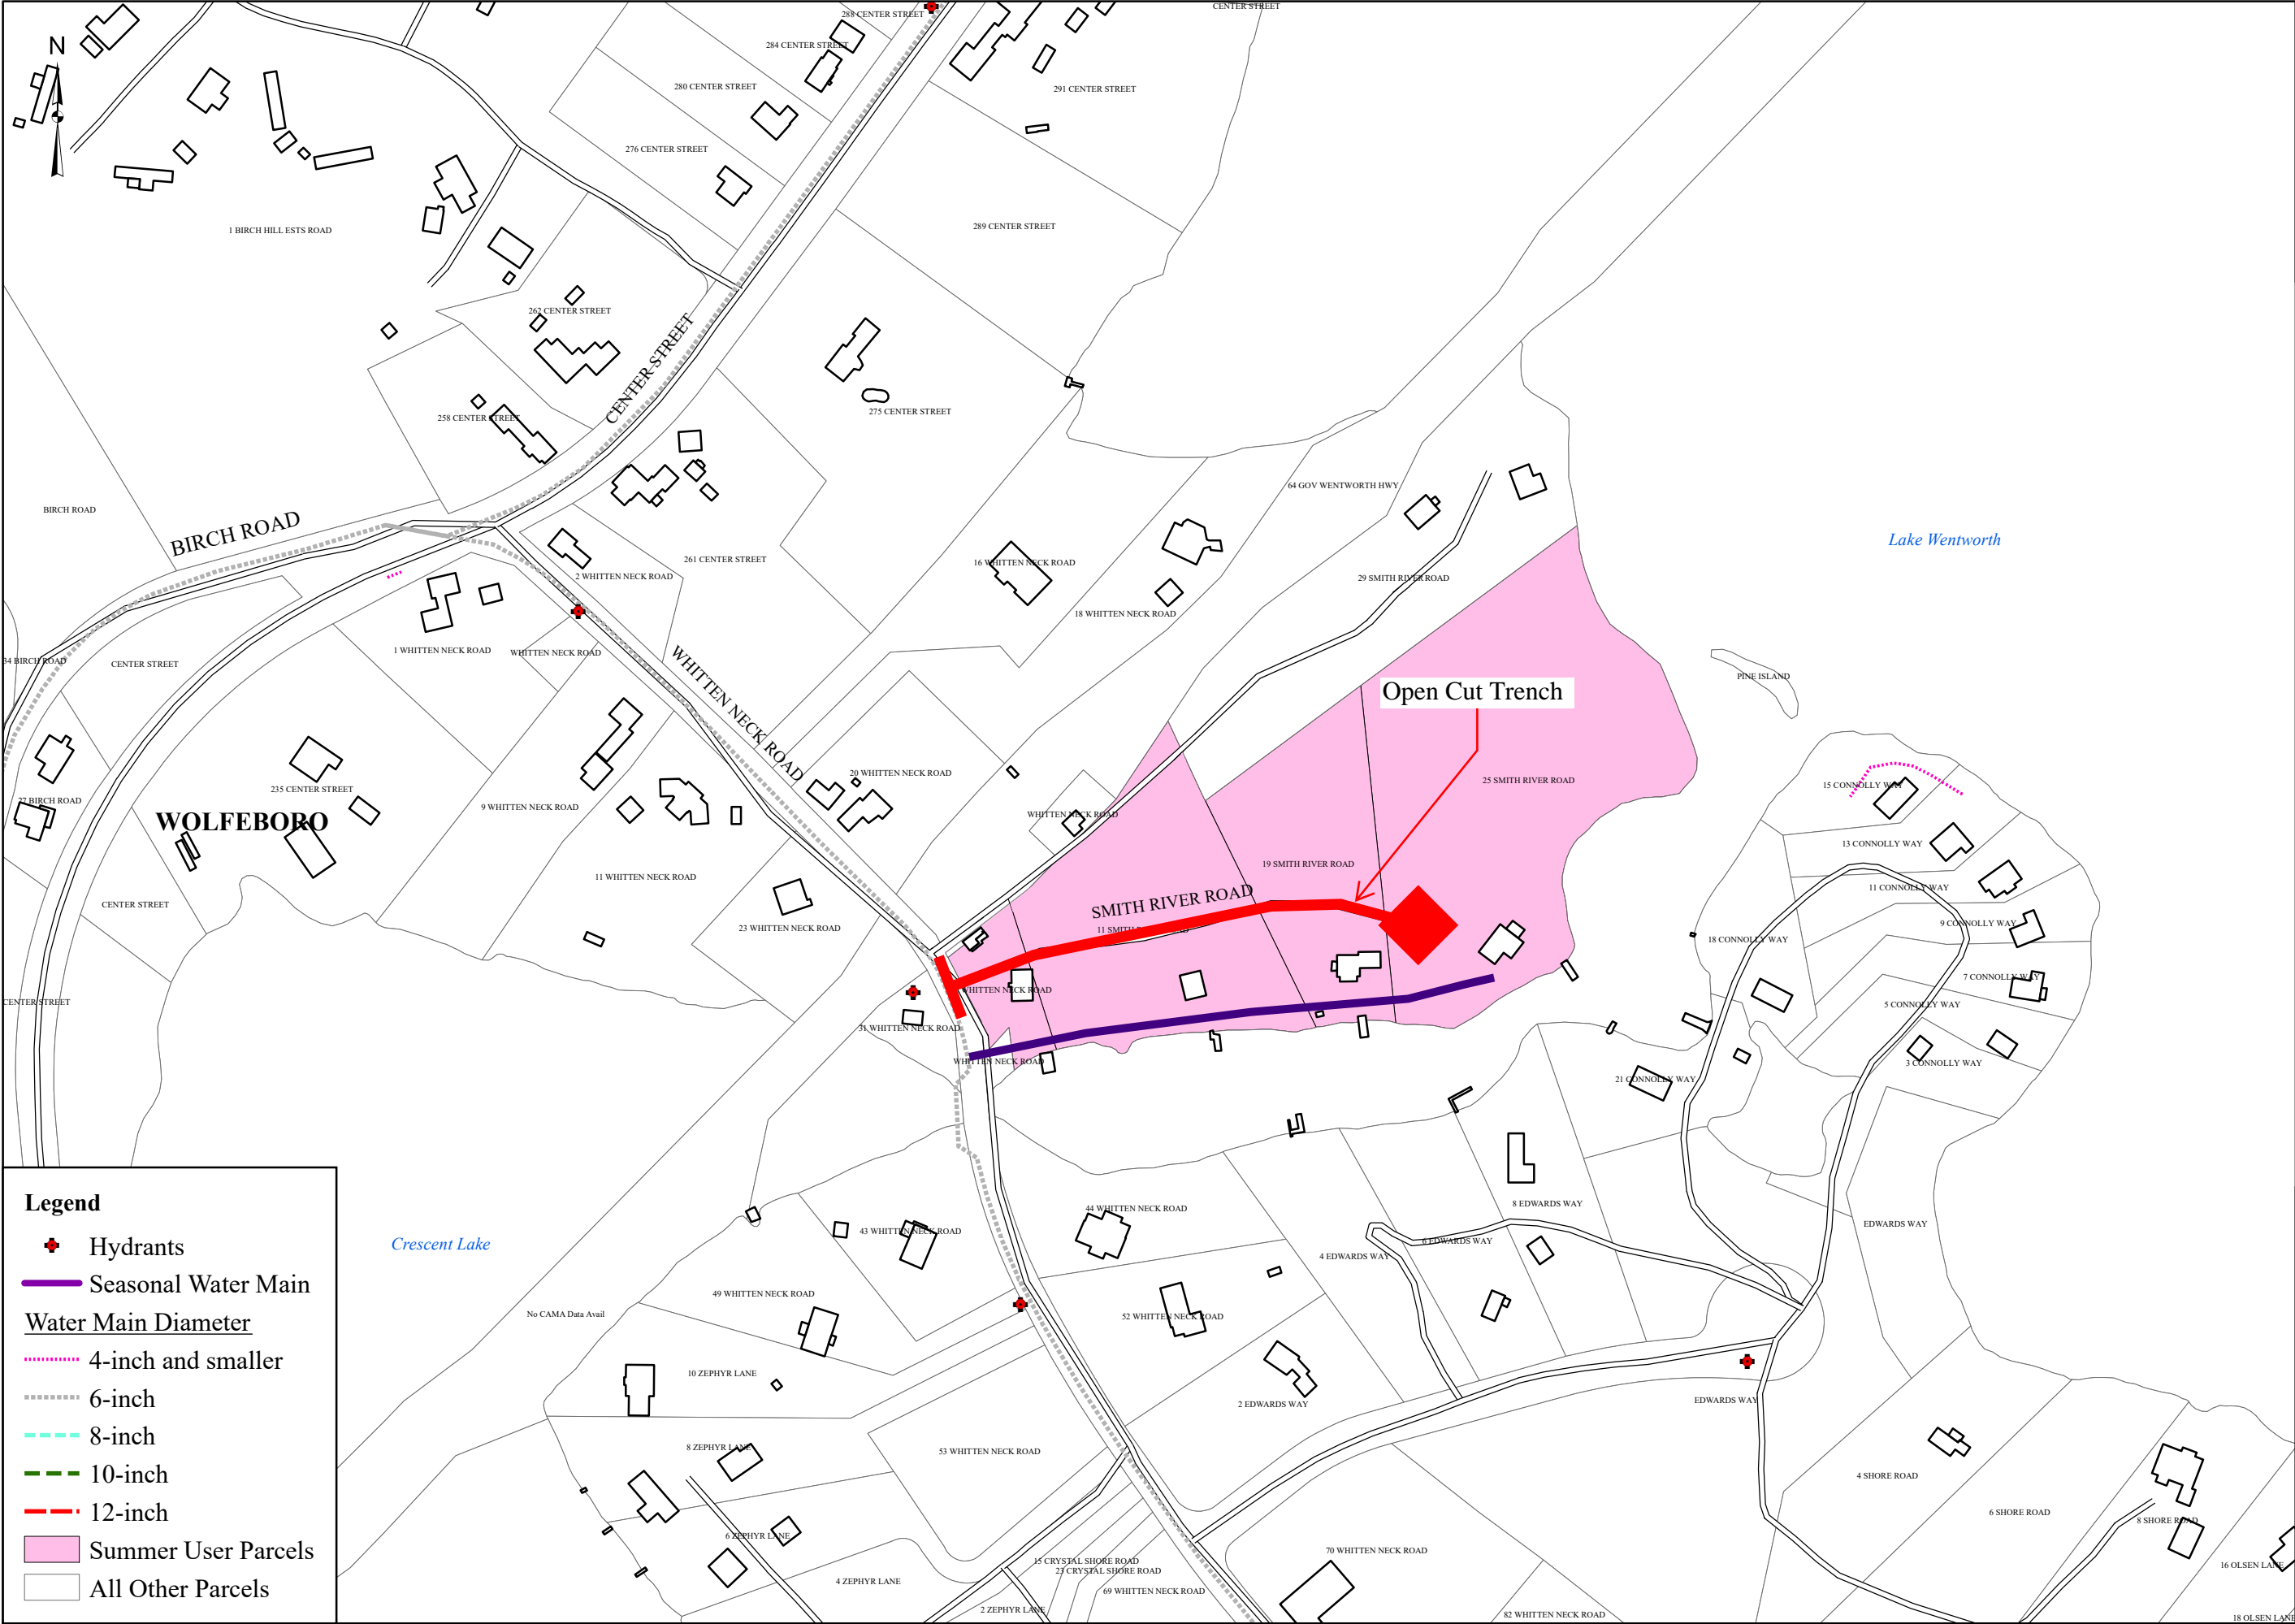 CENTER STREET
288 CENTER STREET
N
284 CENTER STREET
280 CENTER STREET
291 CENTER STREET
276 CENTER STREET
1 BIRCH HILL ESTS ROAD
289 CENTER STREET
262 CENTER STREET
CENTER STREET
258 CENTER STREET
275 CENTER STREET
64 GOV WENTWORTH HWY
BIRCH ROAD
BIRCH ROAD
Lake Wentworth
261 CENTER STREET
16 WHITTEN NECK ROAD
2 WHITTEN NECK ROAD
29 SMITH RIVER ROAD
18 WHITTEN NECK ROAD
1 WHITTEN NECK ROAD
WHITTEN NECK ROAD
34 BIRCH ROAD
CENTER STREET
WHITTEN NECK ROAD
PINE ISLAND
Open Cut Trench
20 WHITTEN NECK ROAD
25 SMITH RIVER ROAD
15 CONNOLLY WAY
235 CENTER STREET
27 BIRCH ROAD
9 WHITTEN NECK ROAD
WHITTEN NECK ROAD
WOLFEBORO
13 CONNOLLY WAY
19 SMITH RIVER ROAD
11 WHITTEN NECK ROAD
11 CONNOLLY WAY
SMITH RIVER ROAD
CENTER STREET
9 CONNOLLY WAY
23 WHITTEN NECK ROAD
11 SMITH RIVER ROAD
18 CONNOLLY WAY
7 CONNOLLY WAY
WHITTEN NECK ROAD
CENTER STREET
5 CONNOLLY WAY
31 WHITTEN NECK ROAD
WHITTEN NECK ROAD
3 CONNOLLY WAY
21 CONNOLLY WAY
8 EDWARDS WAY
44 WHITTEN NECK ROAD
EDWARDS WAY
43 WHITTEN NECK ROAD
6 EDWARDS WAY
Crescent Lake
4 EDWARDS WAY
49 WHITTEN NECK ROAD
No CAMA Data Avail
52 WHITTEN NECK ROAD
10 ZEPHYR LANE
2 EDWARDS WAY
EDWARDS WAY
8 ZEPHYR LANE
53 WHITTEN NECK ROAD
4 SHORE ROAD
6 SHORE ROAD
8 SHORE ROAD
6 ZEPHYR LANE
70 WHITTEN NECK ROAD
15 CRYSTAL SHORE ROAD
23 CRYSTAL SHORE ROAD
16 OLSEN LANE
4 ZEPHYR LANE
69 WHITTEN NECK ROAD
2 ZEPHYR LANE
82 WHITTEN NECK ROAD
18 OLSEN LANE
Legend
Hydrants
Seasonal Water Main
Water Main Diameter
4-inch and smaller
6-inch
8-inch
10-inch
12-inch
Summer User Parcels
All Other Parcels